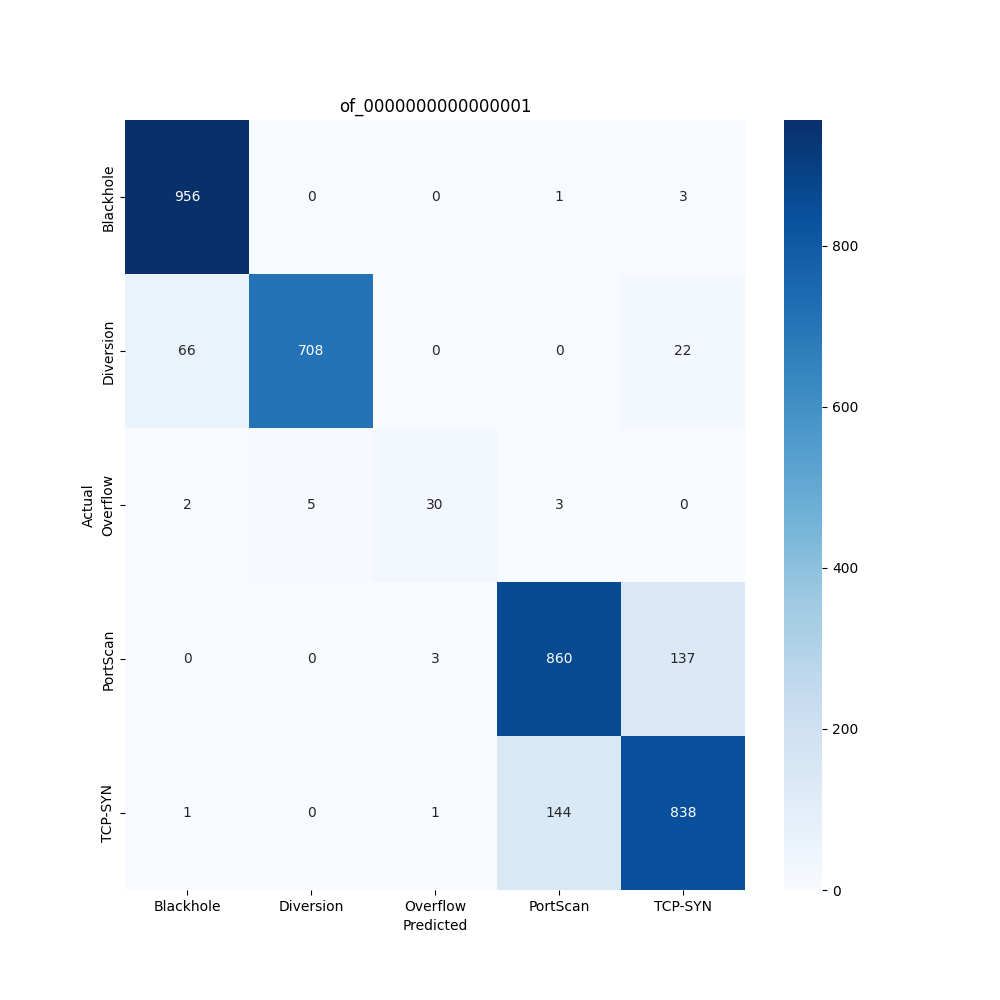 of_0000000000000001
Blackhole 956 0 0 1 3
Diversion 66 708 0 0 22
Actual
Overflow 2 5 30 3 0
PortScan 0 0 3 860 137
TCP-SYN 1 0 1 144 838
Blackhole Diversion Overflow PortScan TCP-SYN
Predicted
800
600
400
200
0